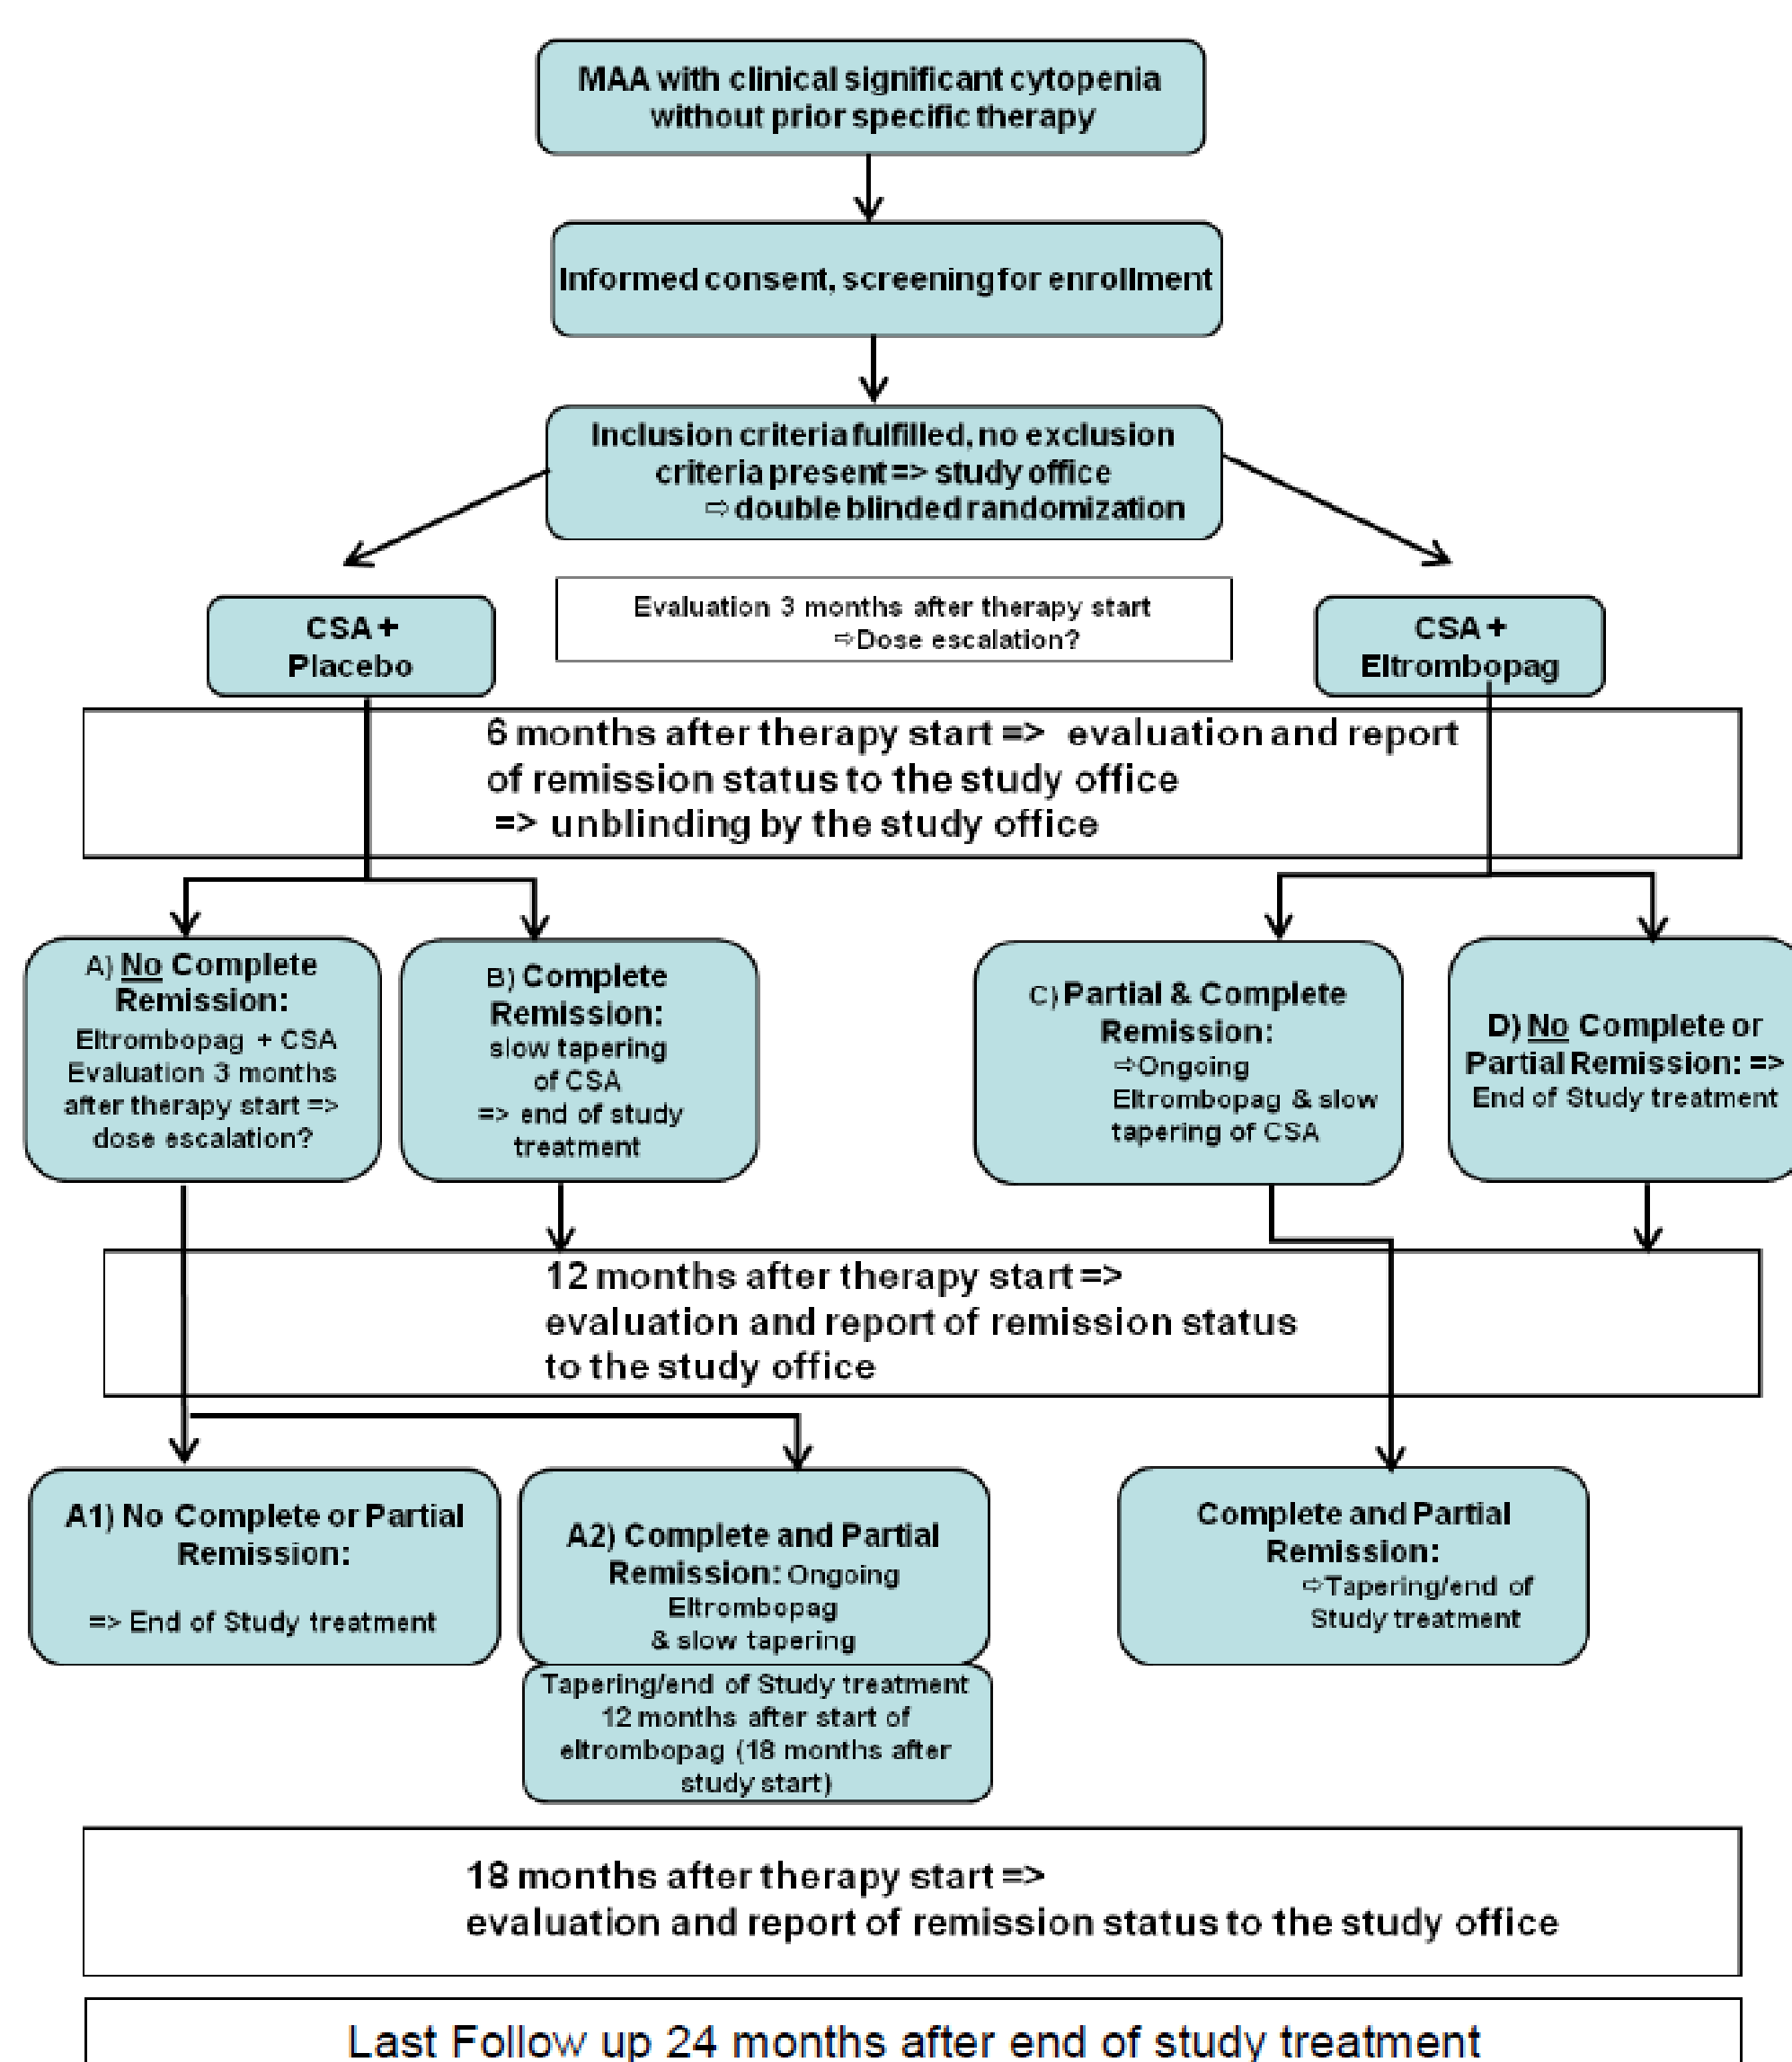 MAA with clinical significant cytopenia
without prior specific therapy
Informed consent, screening for enrollment
Inclusion criteria fulfilled, no exclusion
criteria present => study office
⇨ double blinded randomization
CSA +
Placebo
Evaluation 3 months after therapy start
⇨Dose escalation?
CSA +
Eltrombopag
6 months after therapy start => evaluation and report
of remission status to the study office
=> unblinding by the study office
A) No Complete
Remission:
Eltrombopag + CSA
Evaluation 3 months
after therapy start =>
dose escalation?
B) Complete
Remission:
slow tapering
of CSA
=> end of study
treatment
C) Partial & Complete
Remission:
⇨Ongoing
Eltrombopag & slow
tapering of CSA
D) No Complete or
Partial Remission: =>
End of Study treatment
12 months after therapy start =>
evaluation and report of remission status
to the study office
A1) No Complete or Partial
Remission:
=> End of Study treatment
A2) Complete and Partial
Remission: Ongoing
Eltrombopag
& slow tapering
Tapering/end of Study treatment
12 months after start of
eltrombopag (18 months after
study start)
Complete and Partial
Remission:
⇨Tapering/end of
Study treatment
18 months after therapy start =>
evaluation and report of remission status to the study office
Last Follow up 24 months after end of study treatment